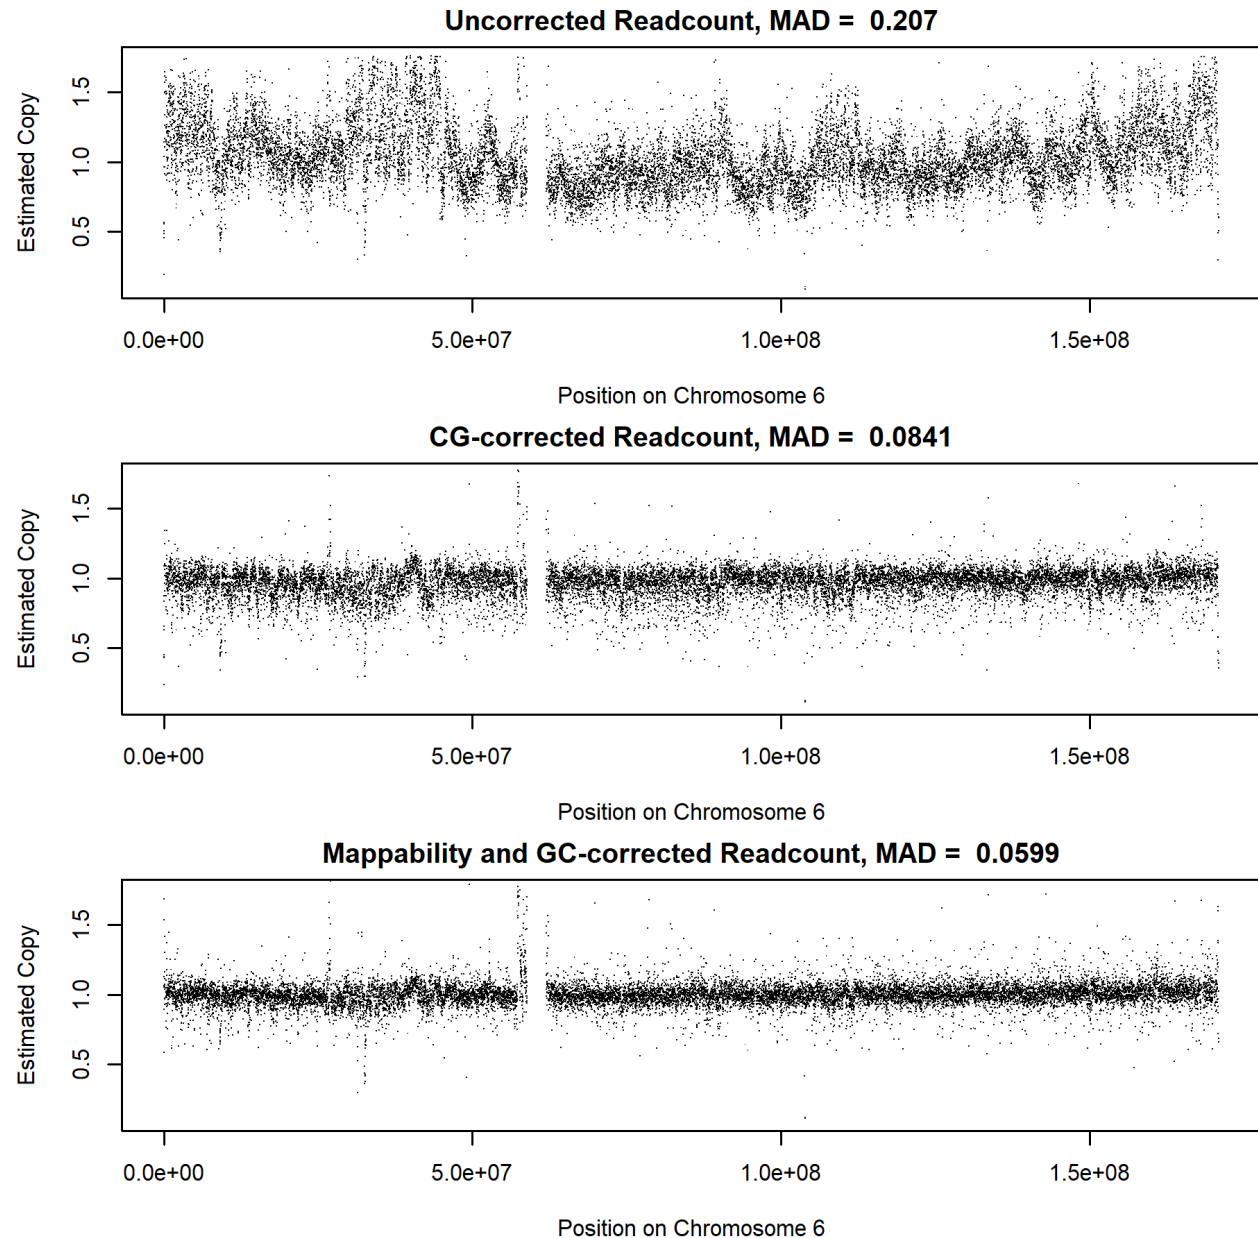 Uncorrected Readcount, MAD = 0.207
Estimated Copy
1.5
1.0
0.5
0.0e+00 5.0e+07 1.0e+08 1.5e+08
Position on Chromosome 6
CG-corrected Readcount, MAD = 0.0841
Estimated Copy
1.5
1.0
0.5
0.0e+00 5.0e+07 1.0e+08 1.5e+08
Position on Chromosome 6
Mappability and GC-corrected Readcount, MAD = 0.0599
Estimated Copy
1.5
1.0
0.5
0.0e+00 5.0e+07 1.0e+08 1.5e+08
Position on Chromosome 6